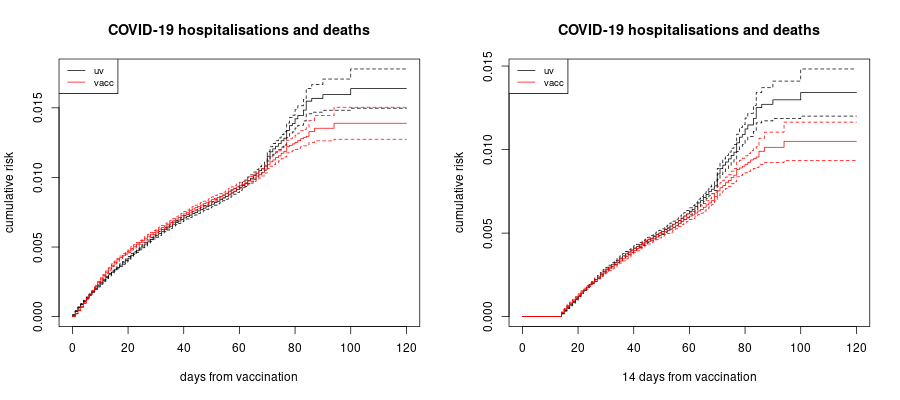 COVID-19 hospitalisations and deaths
uv
vacc
cumulative risk
0.015
0.010
0.005
0.000
0 20 40 60 80 100 120
days from vaccination
COVID-19 hospitalisations and deaths
uv
vacc
cumulative risk
0.015
0.010
0.005
0.000
0 20 40 60 80 100 120
14 days from vaccination